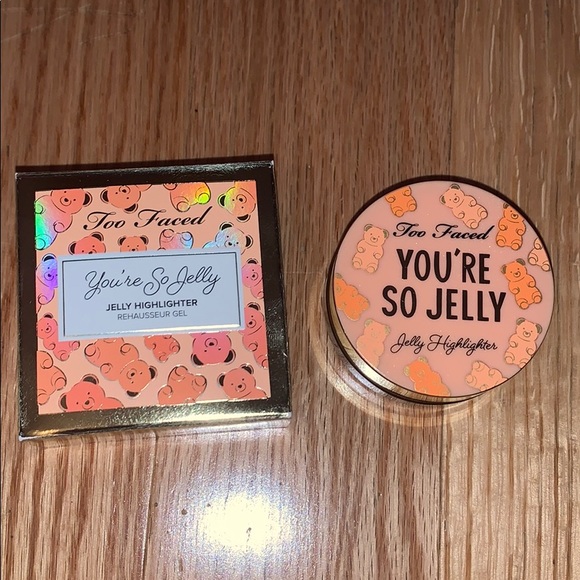 Too Faced
You're So Jelly
JELLY HIGHLIGHTER
REHAUSSEUR GEL
Too Faced
YOU'RE
SO JELLY
Jelly Highlighter